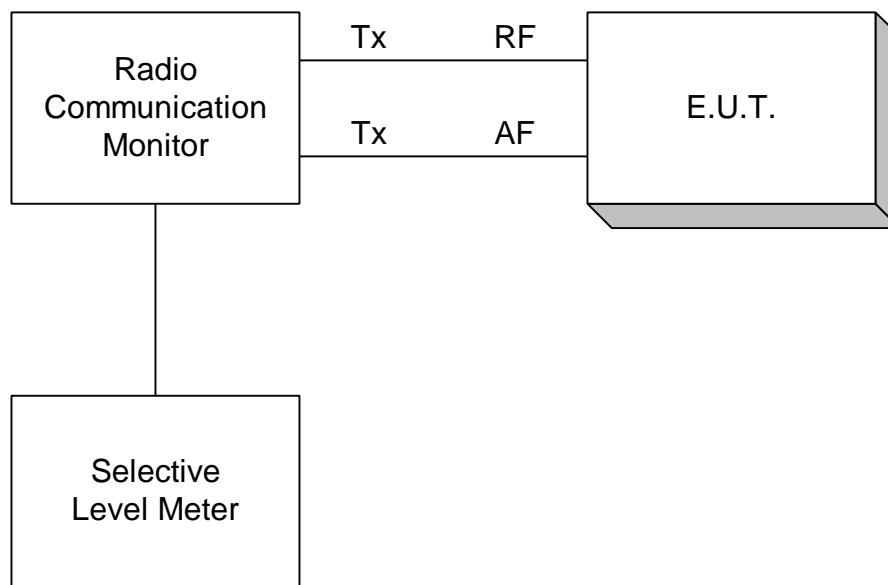 Radio
Communication
Monitor
Tx RF
Tx AF
E.U.T.
Selective
Level Meter